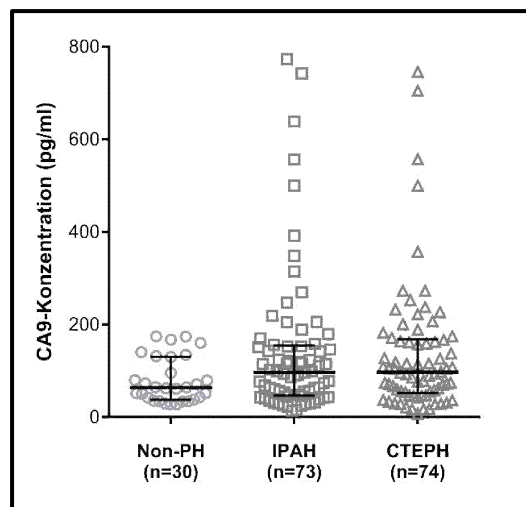 CA9-Konzentration (pg/ml)
800
600
400
200
0
Non-PH
(n=30)
IPAH
(n=73)
CTEPH
(n=74)